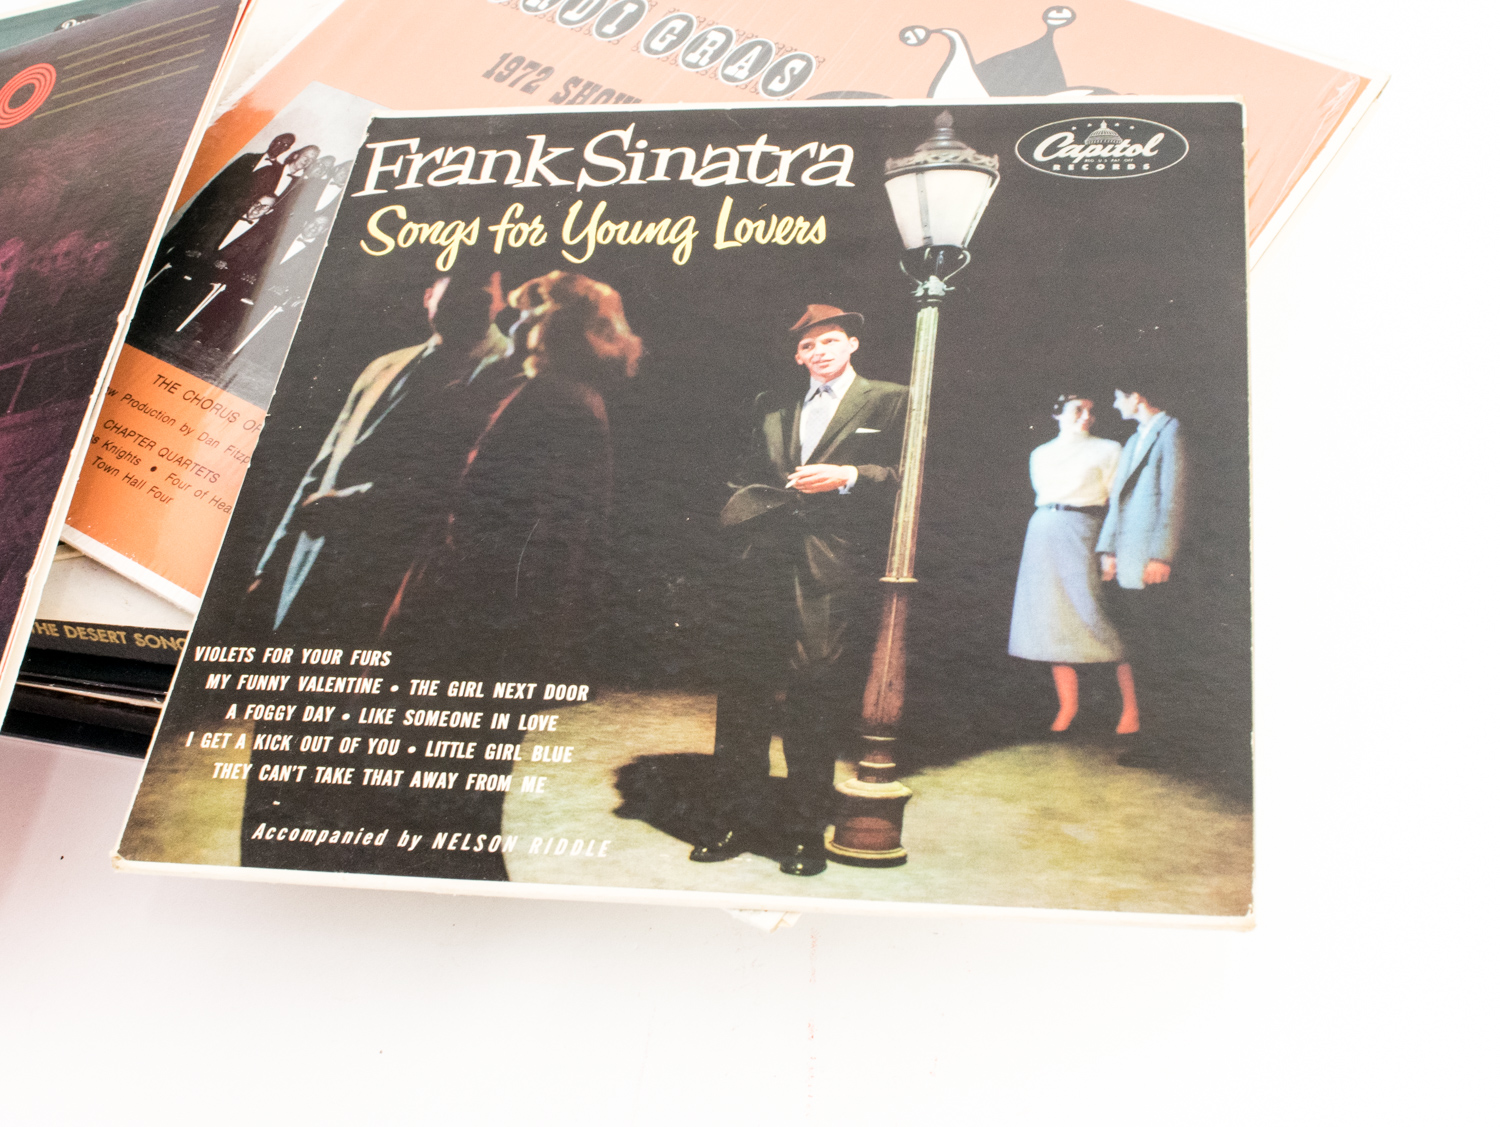 Frank Sinatra
Songs for Young Lovers
Capitol
RECORDS
VIOLETS FOR YOUR FURS
MY FUNNY VALENTINE • THE GIRL NEXT DOOR
A FOGGY DAY • LIKE SOMEONE IN LOVE
I GET A KICK OUT OF YOU • LITTLE GIRL BLUE
THEY CAN'T TAKE THAT AWAY FROM ME
Accompanied by NELSON RIDDLE
GRAS
1972 SHOW
THE CHORUS OF
Production by Dan
CHAPTER QUARTETS
Knights • Four of
Town Hall Four
THE DESERT SONG